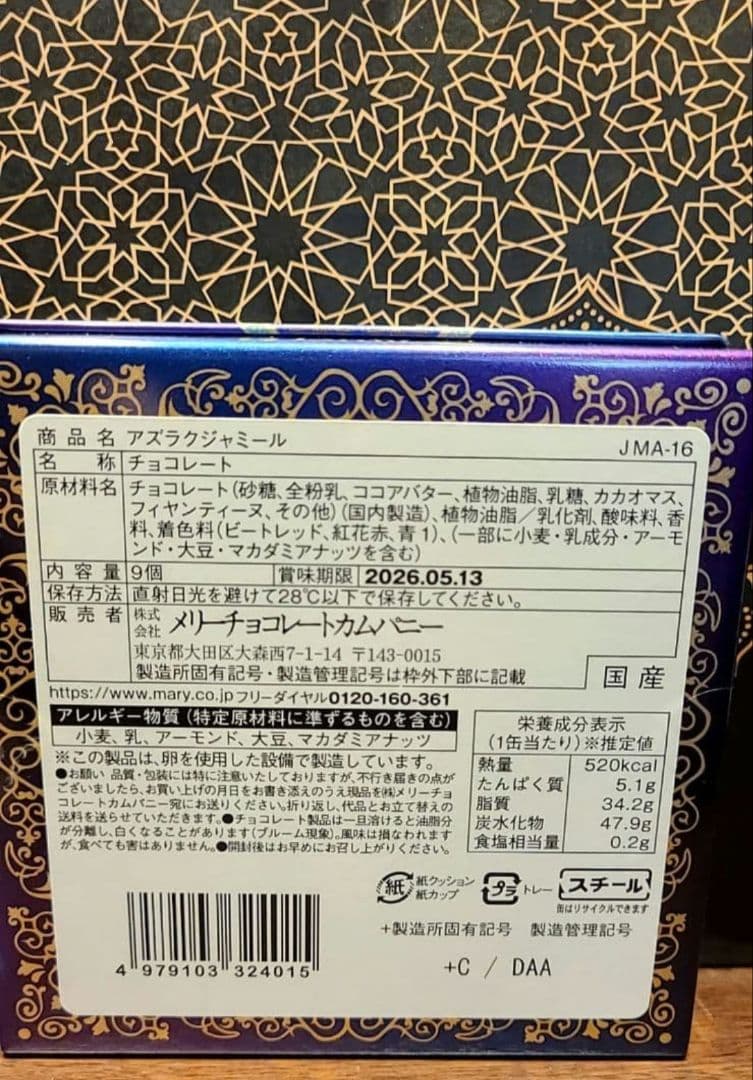 商品名 アズラクジャミール JMA-16
名称 チョコレート
原材料名 チョコレート(砂糖、全粉乳、ココアバター、植物油脂、乳糖、カカオマス、
フィヤンティーヌ、その他)(国内製造)、植物油脂/乳化剤、酸味料、香
料、着色料(ビートレッド、紅花赤、青1)、(一部に小麦・乳成分・アーモ
ンド・大豆・マカダミアナッツを含む)
内容量 9個 賞味期限 2026.05.13
保存方法 直射日光を避けて28℃以下で保存してください。
販売者 株式会社 メリーチョコレートカムパニー
東京都大田区大森西7-1-14 〒143-0015
製造所固有記号・製造管理記号は枠外下部に記載
国産
https://www.mary.co.jp フリーダイヤル0120-160-361
アレルギー物質(特定原材料に準ずるものを含む)
小麦、乳、アーモンド、大豆、マカダミアナッツ
※この製品は、卵を使用した設備で製造しています。
●お願い 品質・包装には特に注意いたしておりますが、不行き届きの点が
ございましたら、お買い上げの月日をお書き添えのうえ現品を㈱メリーチョ
コレートカムパニー宛にお送りください。折り返し、代品とお立て替えの
送料を送らせていただきます。●チョコレート製品は一旦溶けると油脂分
が分離し、白くなることがあります(ブルーム現象)。風味は損なわれます
が、食べても害はありません。●開封後はお早めにお召し上がりください。
栄養成分表示
(1缶当たり)※推定値
熱量 520kcal
たんぱく質 5.1g
脂質 34.2g
炭水化物 47.9g
食塩相当量 0.2g
紙 紙クッション
紙カップ
プラ トレー
スチール
缶はリサイクルできます
+製造所固有記号 製造管理記号
+C / DAA
4 979103 324015